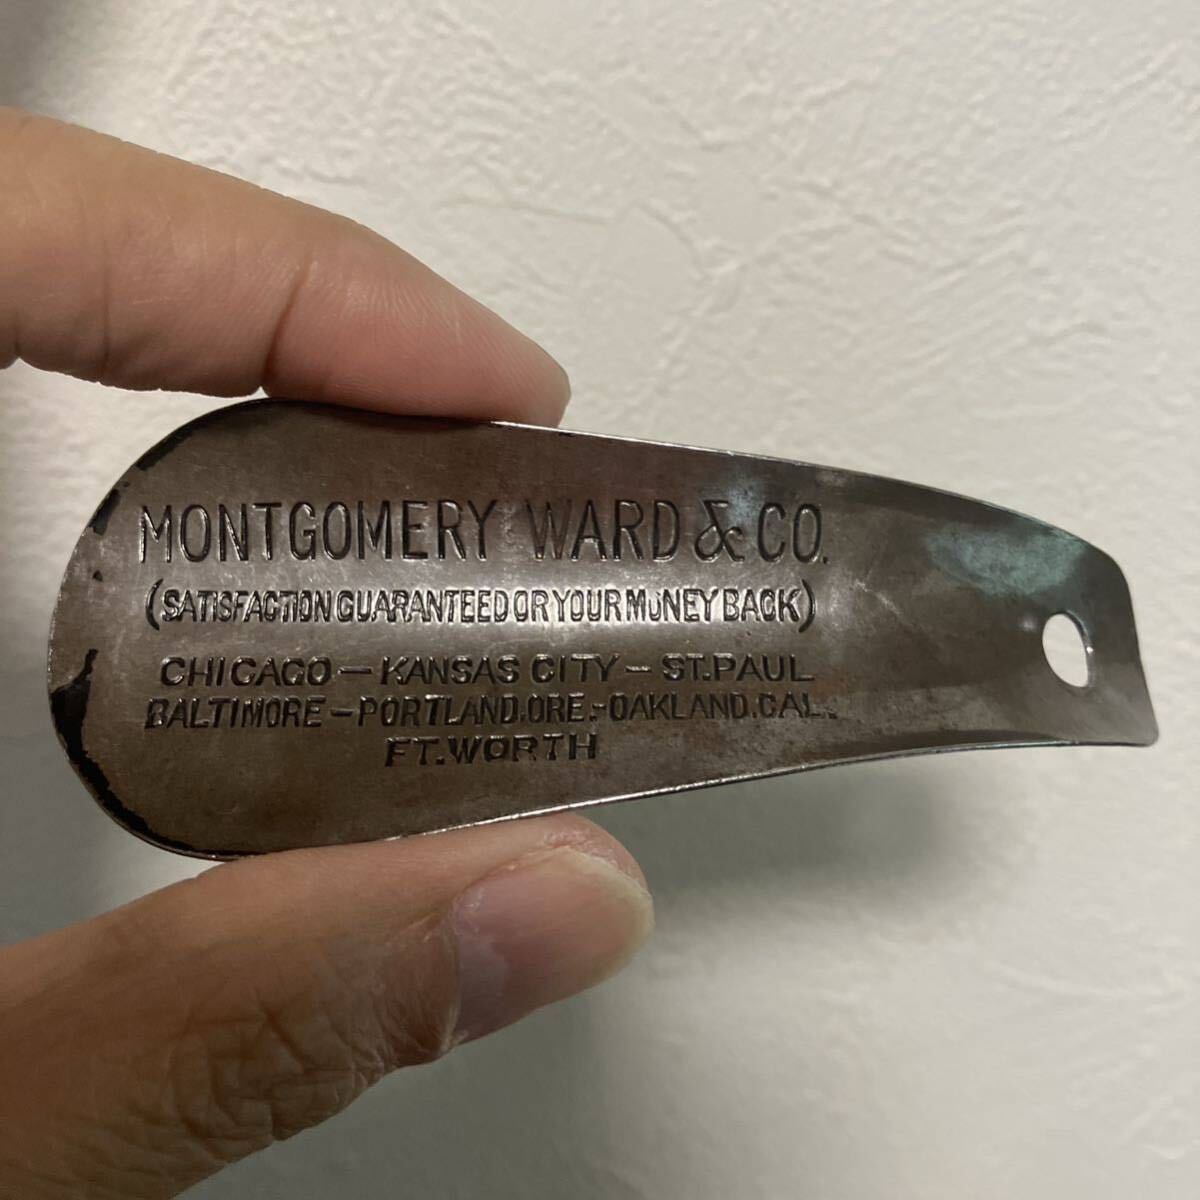 MONTGOMERY WARD & CO.
(SATISFACTION GUARANTEED OR YOUR MONEY BACK)
CHICAGO — KANSAS CITY — ST.PAUL
BALTIMORE — PORTLAND.ORE.-OAKLAND.CAL.
FT.WORTH